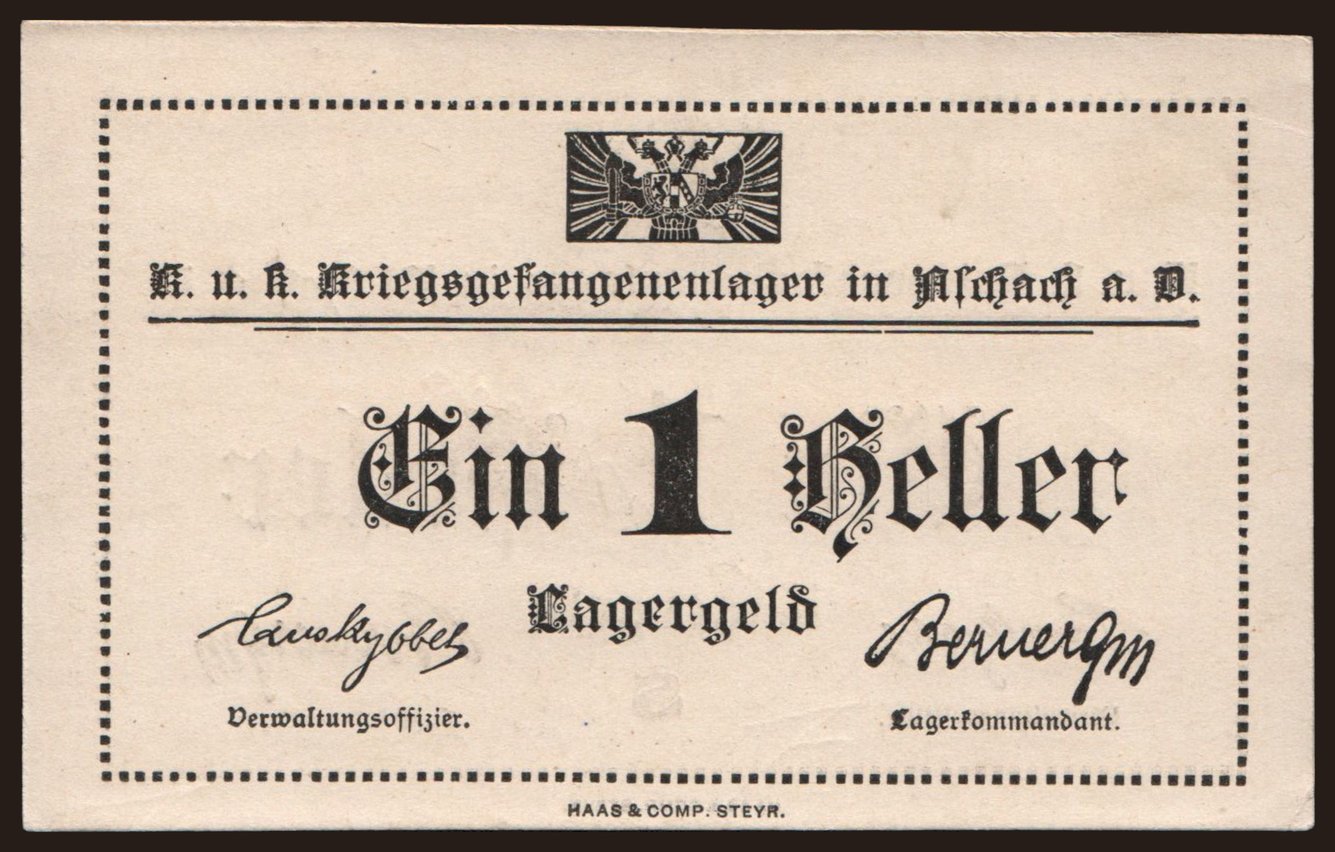 K. u. k. Kriegsgefangenenlager in Aschach a. D.
Ein 1 Heller
Lagergeld
Verwaltungsoffizier.
Lagerkommandant.
HAAS & COMP. STEYR.